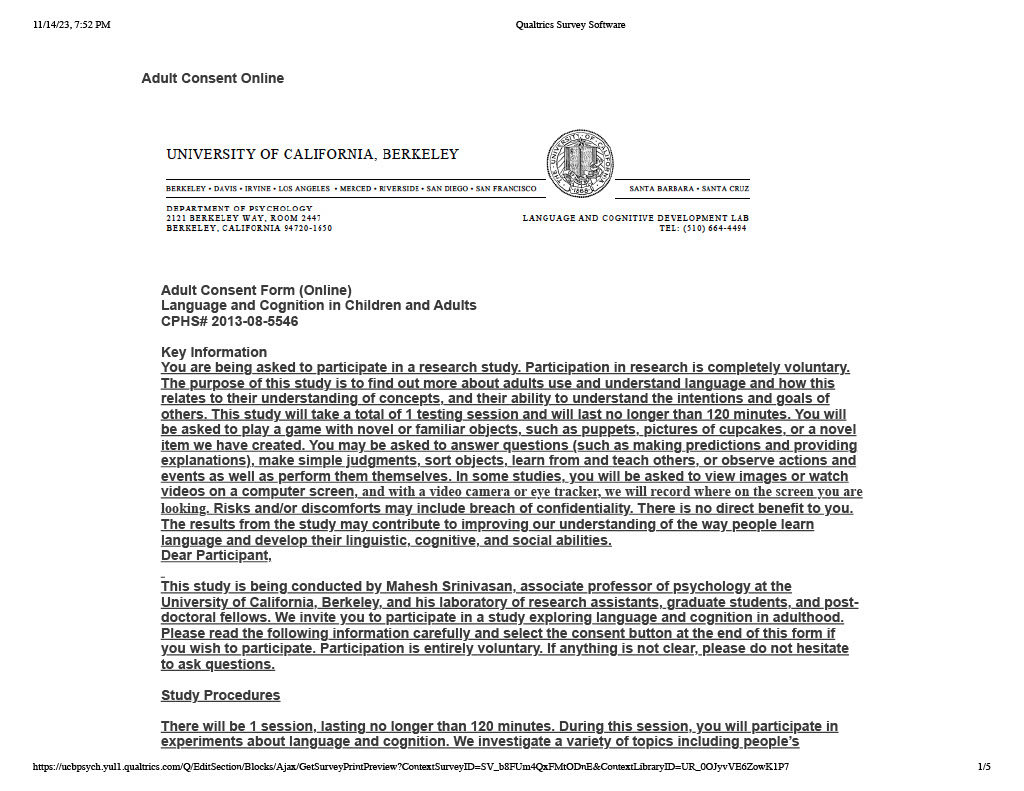 11/14/23, 7:52 PM Qualtrics Survey Software
Adult Consent Online
UNIVERSITY OF CALIFORNIA, BERKELEY
BERKELEY • DAVIS • IRVINE • LOS ANGELES • MERCED • RIVERSIDE • SAN DIEGO • SAN FRANCISCO SANTA BARBARA • SANTA CRUZ
DEPARTMENT OF PSYCHOLOGY
2121 BERKELEY WAY, ROOM 2447 LANGUAGE AND COGNITIVE DEVELOPMENT LAB
BERKELEY, CALIFORNIA 94720-1650 TEL: (510) 664-4494
Adult Consent Form (Online)
Language and Cognition in Children and Adults
CPHS# 2013-08-5546
Key Information
You are being asked to participate in a research study. Participation in research is completely voluntary.
The purpose of this study is to find out more about adults use and understand language and how this
relates to their understanding of concepts, and their ability to understand the intentions and goals of
others. This study will take a total of 1 testing session and will last no longer than 120 minutes. You will
be asked to play a game with novel or familiar objects, such as puppets, pictures of cupcakes, or a novel
item we have created. You may be asked to answer questions (such as making predictions and providing
explanations), make simple judgments, sort objects, learn from and teach others, or observe actions and
events as well as perform them themselves. In some studies, you will be asked to view images or watch
videos on a computer screen, and with a video camera or eye tracker, we will record where on the screen you are
looking. Risks and/or discomforts may include breach of confidentiality. There is no direct benefit to you.
The results from the study may contribute to improving our understanding of the way people learn
language and develop their linguistic, cognitive, and social abilities.
Dear Participant,
This study is being conducted by Mahesh Srinivasan, associate professor of psychology at the
University of California, Berkeley, and his laboratory of research assistants, graduate students, and post-
doctoral fellows. We invite you to participate in a study exploring language and cognition in adulthood.
Please read the following information carefully and select the consent button at the end of this form if
you wish to participate. Participation is entirely voluntary. If anything is not clear, please do not hesitate
to ask questions.
Study Procedures
There will be 1 session, lasting no longer than 120 minutes. During this session, you will participate in
experiments about language and cognition. We investigate a variety of topics including people's
https://ucbpsych.yul1.qualtrics.com/Q/EditSection/Blocks/Ajax/GetSurveyPrintPreview?ContextSurveyID=SV_b8FUm4QxFMtODnE&ContextLibraryID=UR_0OJyvVE6ZowK1P7 1/5